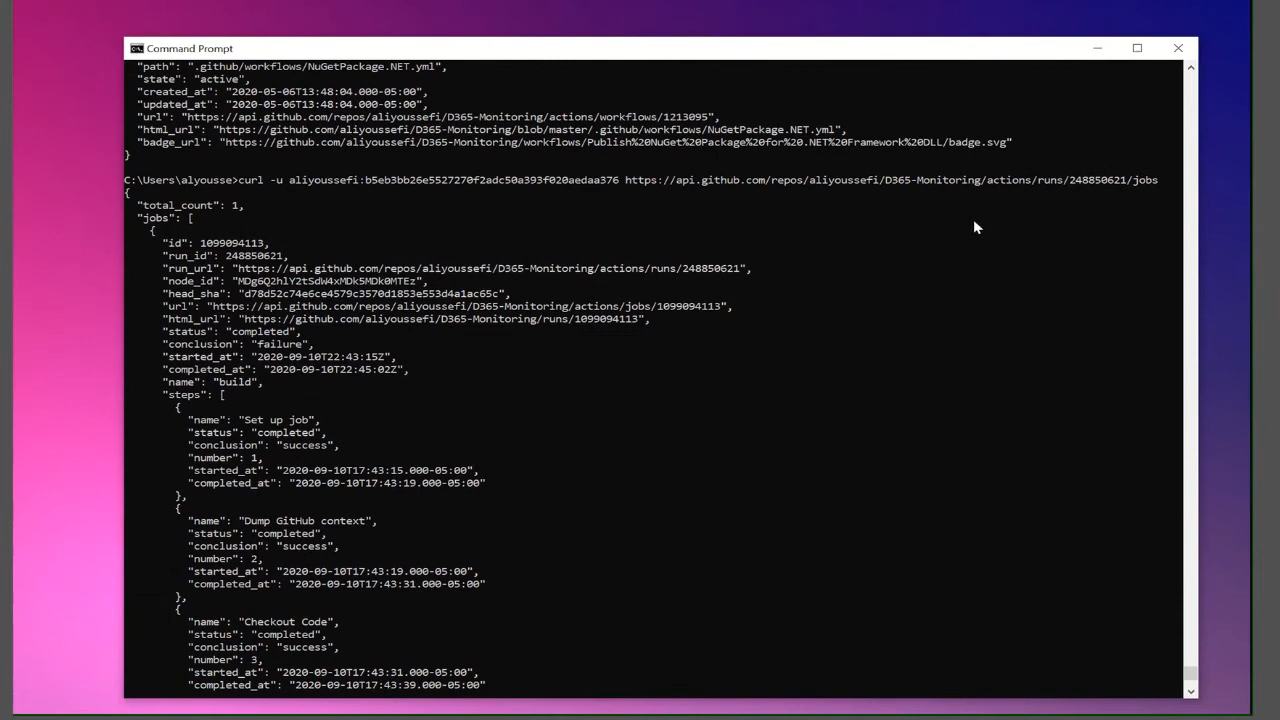 Command Prompt
"path": ".github/workflows/NuGetPackage.NET.yml",
"state": "active",
"created_at": "2020-05-06T13:48:04.000-05:00",
"updated_at": "2020-05-06T13:48:04.000-05:00",
"url": "https://api.github.com/repos/aliyoussefi/D365-Monitoring/actions/workflows/1213095",
"html_url": "https://github.com/aliyoussefi/D365-Monitoring/blob/master/.github/workflows/NuGetPackage.NET.yml",
"badge_url": "https://github.com/aliyoussefi/D365-Monitoring/workflows/Publish%20NuGet%20Package%20for%20.NET%20Framework%20DLL/badge.svg"
}
C:\Users\alyousse>curl -u aliyoussefi:b5eb3bb26e5527270f2adc50a393f020aedaa376 https://api.github.com/repos/aliyoussefi/D365-Monitoring/actions/runs/248850621/jobs
{
"total_count": 1,
"jobs": [
{
"id": 1099094113,
"run_id": 248850621,
"run_url": "https://api.github.com/repos/aliyoussefi/D365-Monitoring/actions/runs/248850621",
"node_id": "MDg6Q2hlY2tSdW4xMDk5MDk0MTEz",
"head_sha": "d78d52c74e6ce4579c3570d1853e553d4a1ac65c",
"url": "https://api.github.com/repos/aliyoussefi/D365-Monitoring/actions/jobs/1099094113",
"html_url": "https://github.com/aliyoussefi/D365-Monitoring/runs/1099094113",
"status": "completed",
"conclusion": "failure",
"started_at": "2020-09-10T22:43:15Z",
"completed_at": "2020-09-10T22:45:02Z",
"name": "build",
"steps": [
{
"name": "Set up job",
"status": "completed",
"conclusion": "success",
"number": 1,
"started_at": "2020-09-10T17:43:15.000-05:00",
"completed_at": "2020-09-10T17:43:19.000-05:00"
},
{
"name": "Dump GitHub context",
"status": "completed",
"conclusion": "success",
"number": 2,
"started_at": "2020-09-10T17:43:19.000-05:00",
"completed_at": "2020-09-10T17:43:31.000-05:00"
},
{
"name": "Checkout Code",
"status": "completed",
"conclusion": "success",
"number": 3,
"started_at": "2020-09-10T17:43:31.000-05:00",
"completed_at": "2020-09-10T17:43:39.000-05:00"